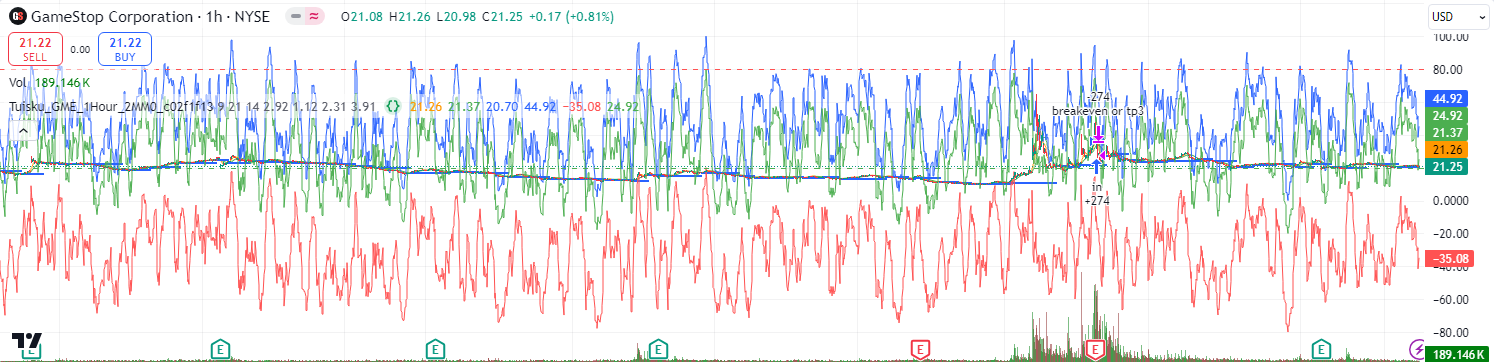 GameStop Corporation · 1h · NYSE
O21.08 H21.26 L20.98 C21.25 +0.17 (+0.81%)
USD
21.22
SELL
0.00
21.22
BUY
Vol 189.146 K
Tuisku_GME_1Hour_2MM0_c02f1f13 9 21 14 2.92 1.12 2.31 3.91 {} 21.26 21.37 20.70 44.92 −35.08 24.92
-274
breakeven or tp3
in
+274
100.00
80.00
44.92
24.92
21.37
21.26
21.25
0.0000
−20.00
−35.08
−40.00
−60.00
−80.00
189.146 K
E
E
E
E
E
E
E